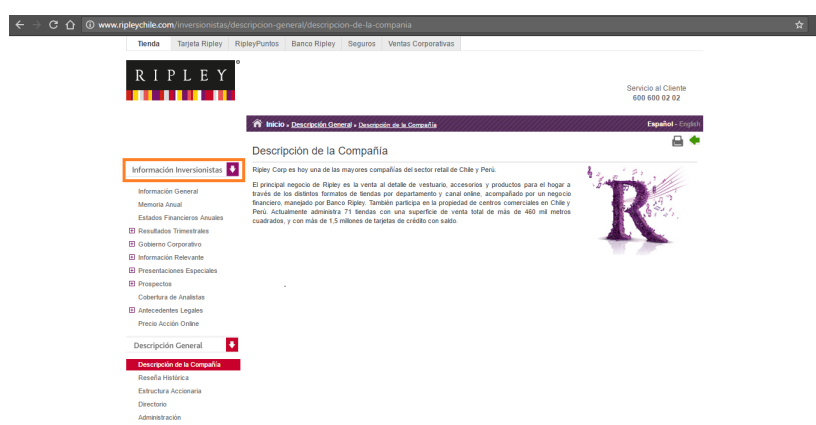 www.ripleychile.com/inversionistas/descripcion-general/descripcion-de-la-compania
Tienda Tarjeta Ripley RipleyPuntos Banco Ripley Seguros Ventas Corporativas
RIPLEY
Servicio al Cliente
600 600 02 02
Inicio » Descripción General » Descripción de la Compañía
Español - English
Descripción de la Compañía
Ripley Corp es hoy una de las mayores compañías del sector retail de Chile y Perú.
El principal negocio de Ripley es la venta al detalle de vestuario, accesorios y productos para el hogar a
través de los distintos formatos de tiendas por departamento y canal online, acompañado por un negocio
financiero, manejado por Banco Ripley. También participa en la propiedad de centros comerciales en Chile y
Perú. Actualmente administra 71 tiendas con una superficie de venta total de más de 460 mil metros
cuadrados, y con más de 1,5 millones de tarjetas de crédito con saldo.
R
Información Inversionistas
Información General
Memoria Anual
Estados Financieros Anuales
Resultados Trimestrales
Gobierno Corporativo
Información Relevante
Presentaciones Especiales
Prospectos
Cobertura de Analistas
Antecedentes Legales
Precio Acción Online
Descripción General
Descripción de la Compañía
Reseña Histórica
Estructura Accionaria
Directorio
Administración